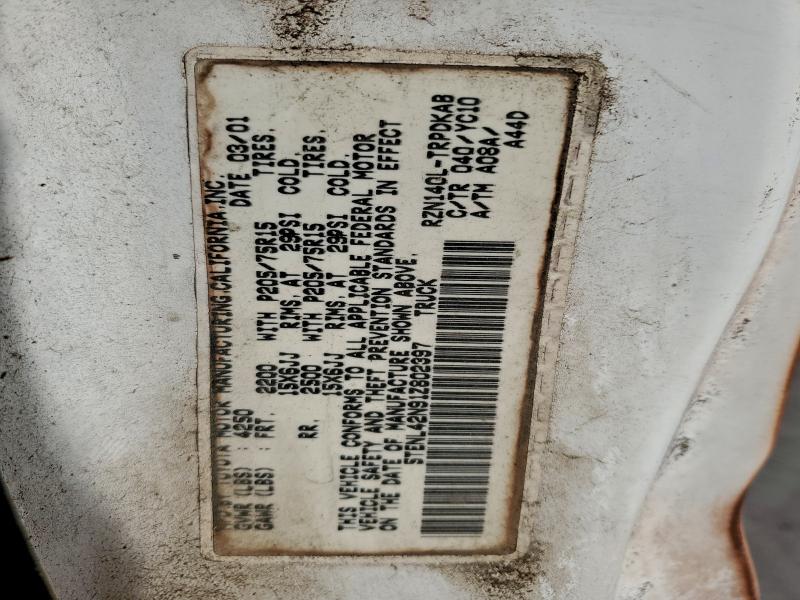 TOYOTA MOTOR MANUFACTURING CALIFORNIA INC.
GVWR (LBS) : 4250 DATE 03/01
GAWR (LBS) : FRT. 2200 WITH P205/75R15 TIRES,
15X6JJ RIMS, AT 29PSI COLD.
RR. 2500 WITH P205/75R15 TIRES,
15X6JJ RIMS, AT 29PSI COLD.
THIS VEHICLE CONFORMS TO ALL APPLICABLE FEDERAL MOTOR
VEHICLE SAFETY AND THEFT PREVENTION STANDARDS IN EFFECT
ON THE DATE OF MANUFACTURE SHOWN ABOVE.
5TENL42N91Z802397 TRUCK
RZN140L-TRPDKAB
C/TR 040/YC10
A/TM A08A/
A44D